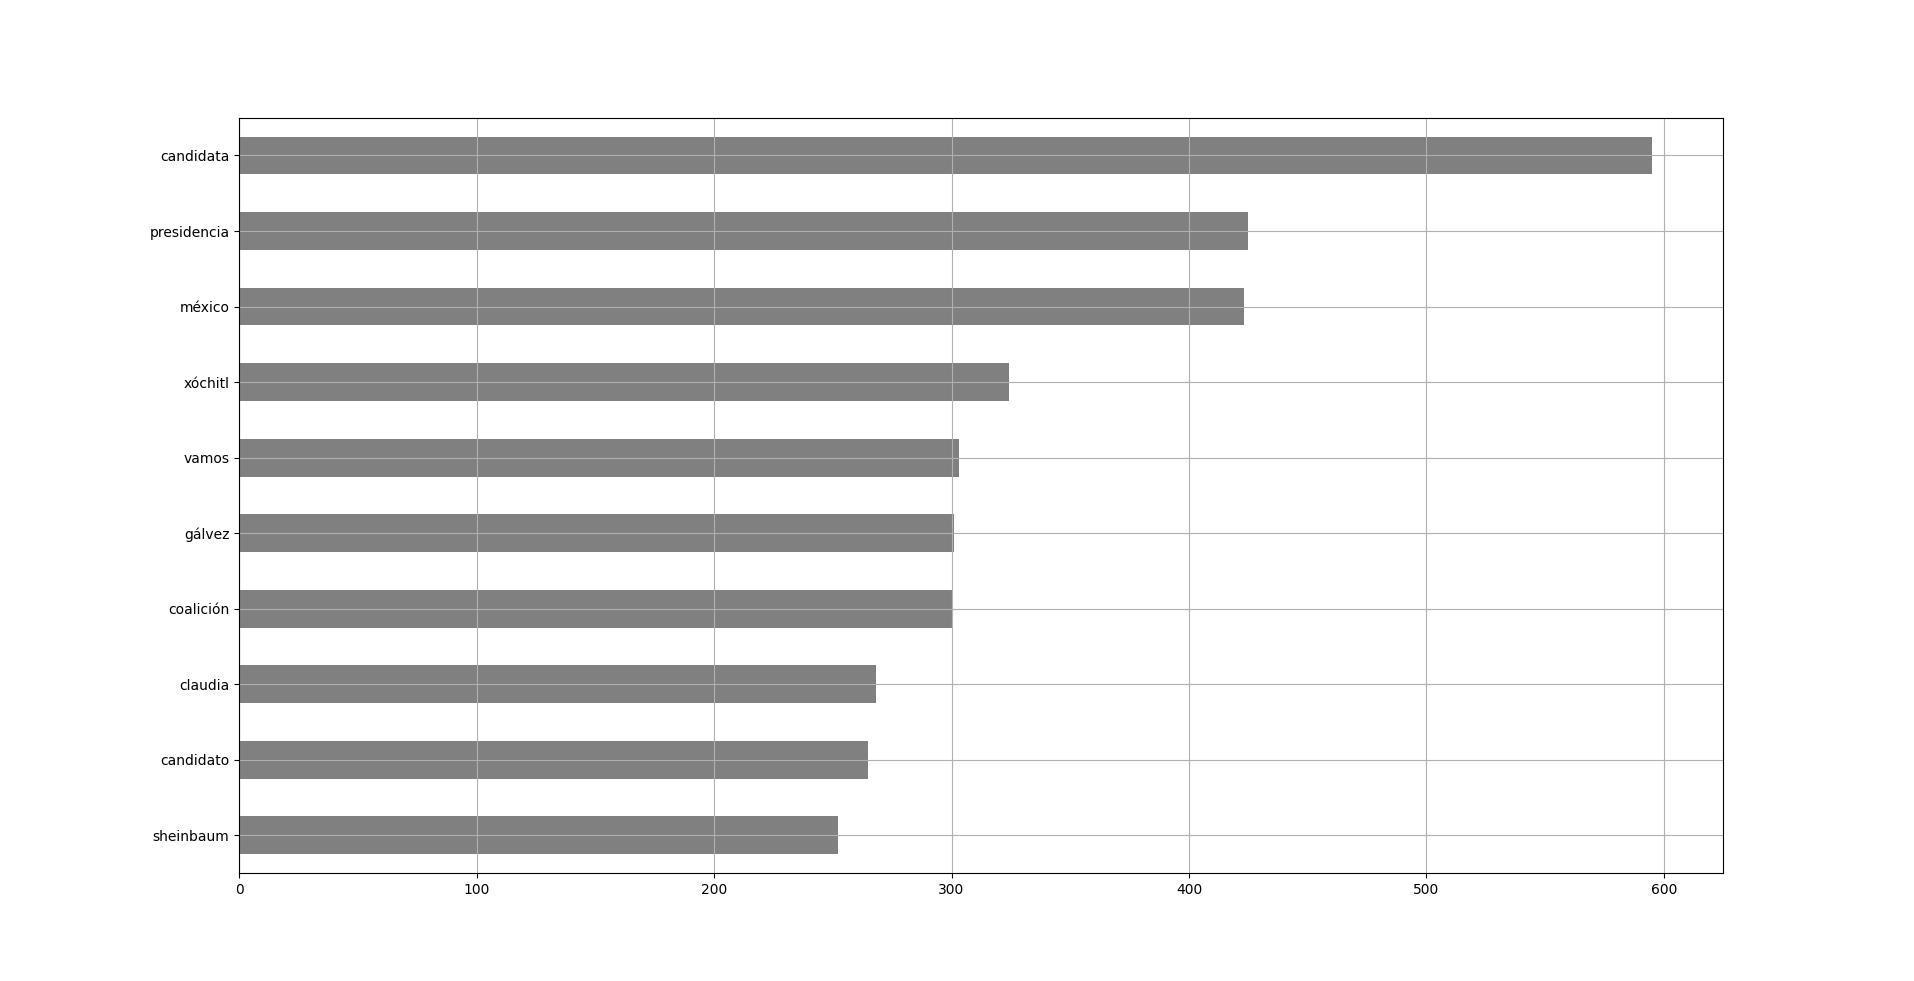 candidata
presidencia
méxico
xóchitl
vamos
gálvez
coalición
claudia
candidato
sheinbaum
0 100 200 300 400 500 600